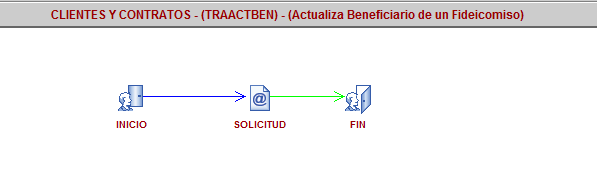 CLIENTES Y CONTRATOS - (TRAACTBEN) - (Actualiza Beneficiario de un Fideicomiso)
@
INICIO SOLICITUD FIN